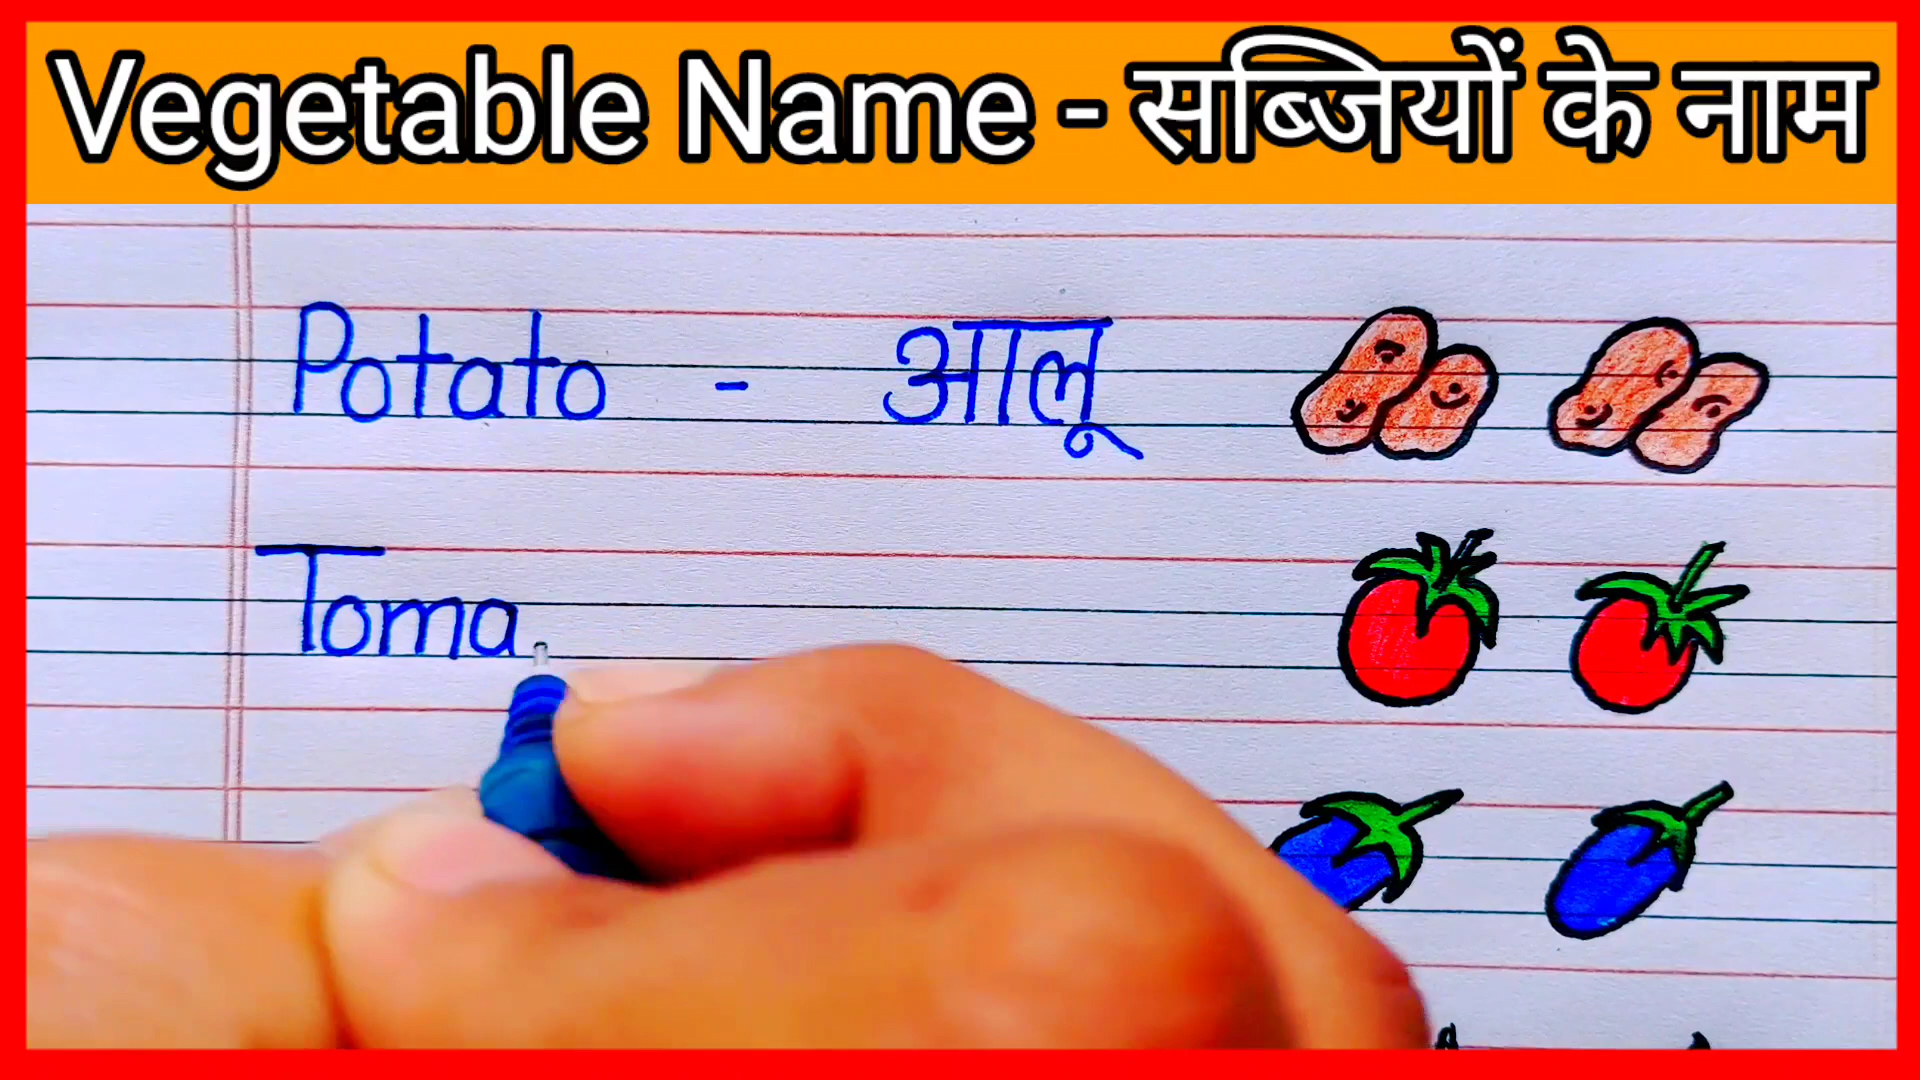 Vegetable Name - सब्जियों के नाम
Potato - आलू
Toma